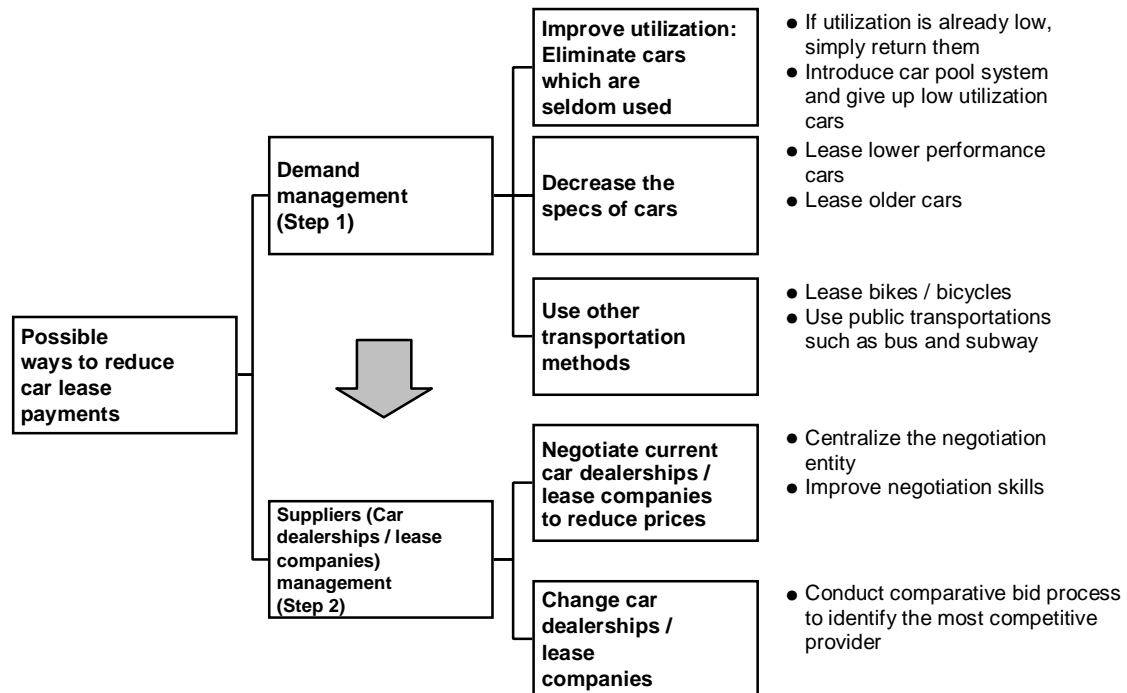 Possible
ways to reduce
car lease
payments
Demand
management
(Step 1)
Improve utilization:
Eliminate cars
which are
seldom used
● If utilization is already low,
simply return them
● Introduce car pool system
and give up low utilization
cars
Decrease the
specs of cars
● Lease lower performance
cars
● Lease older cars
Use other
transportation
methods
● Lease bikes / bicycles
● Use public transportations
such as bus and subway
Suppliers (Car
dealerships / lease
companies)
management
(Step 2)
Negotiate current
car dealerships /
lease companies
to reduce prices
● Centralize the negotiation
entity
● Improve negotiation skills
Change car
dealerships /
lease
companies
● Conduct comparative bid process
to identify the most competitive
provider